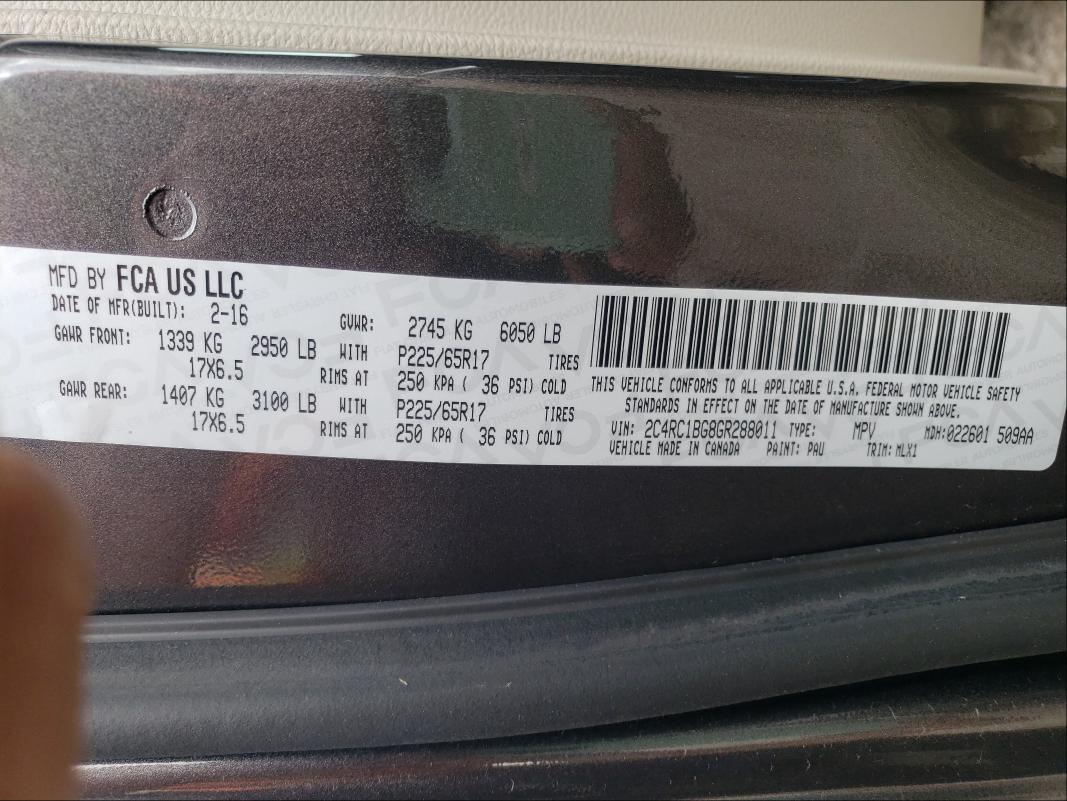 MFD BY FCA US LLC
DATE OF MFR(BUILT): 2-16 GVWR: 2745 KG 6050 LB
GAWR FRONT: 1339 KG 2950 LB WITH P225/65R17 TIRES
17X6.5 RIMS AT 250 KPA ( 36 PSI) COLD
GAWR REAR: 1407 KG 3100 LB WITH P225/65R17 TIRES
17X6.5 RIMS AT 250 KPA ( 36 PSI) COLD
THIS VEHICLE CONFORMS TO ALL APPLICABLE U.S.A. FEDERAL MOTOR VEHICLE SAFETY
STANDARDS IN EFFECT ON THE DATE OF MANUFACTURE SHOWN ABOVE.
VIN: 2C4RC1BG8GR288011 TYPE: MPV MDH:022601 509AA
VEHICLE MADE IN CANADA PAINT: PAU TRIM: MLX1